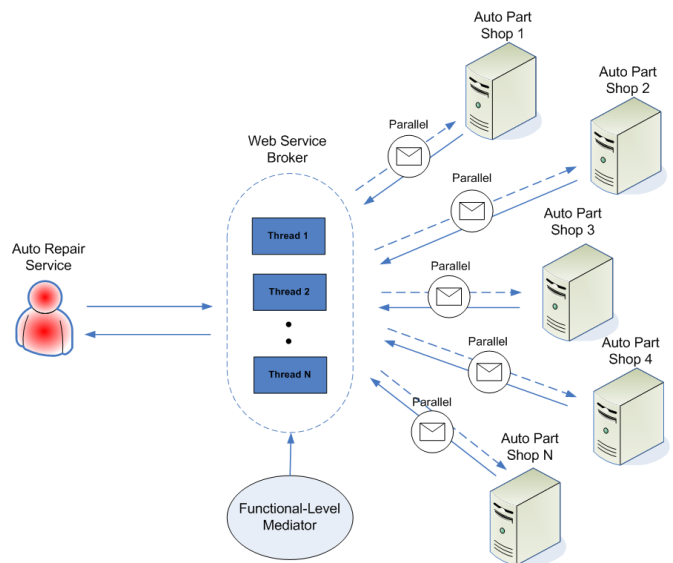 Auto Part
Shop 1
Auto Part
Shop 2
Parallel
Web Service
Broker
Parallel
Thread 1
Auto Part
Shop 3
Auto Repair
Service
Parallel
Thread 2
Auto Part
Shop 4
Parallel
Thread N
Parallel
Auto Part
Shop N
Functional-Level
Mediator